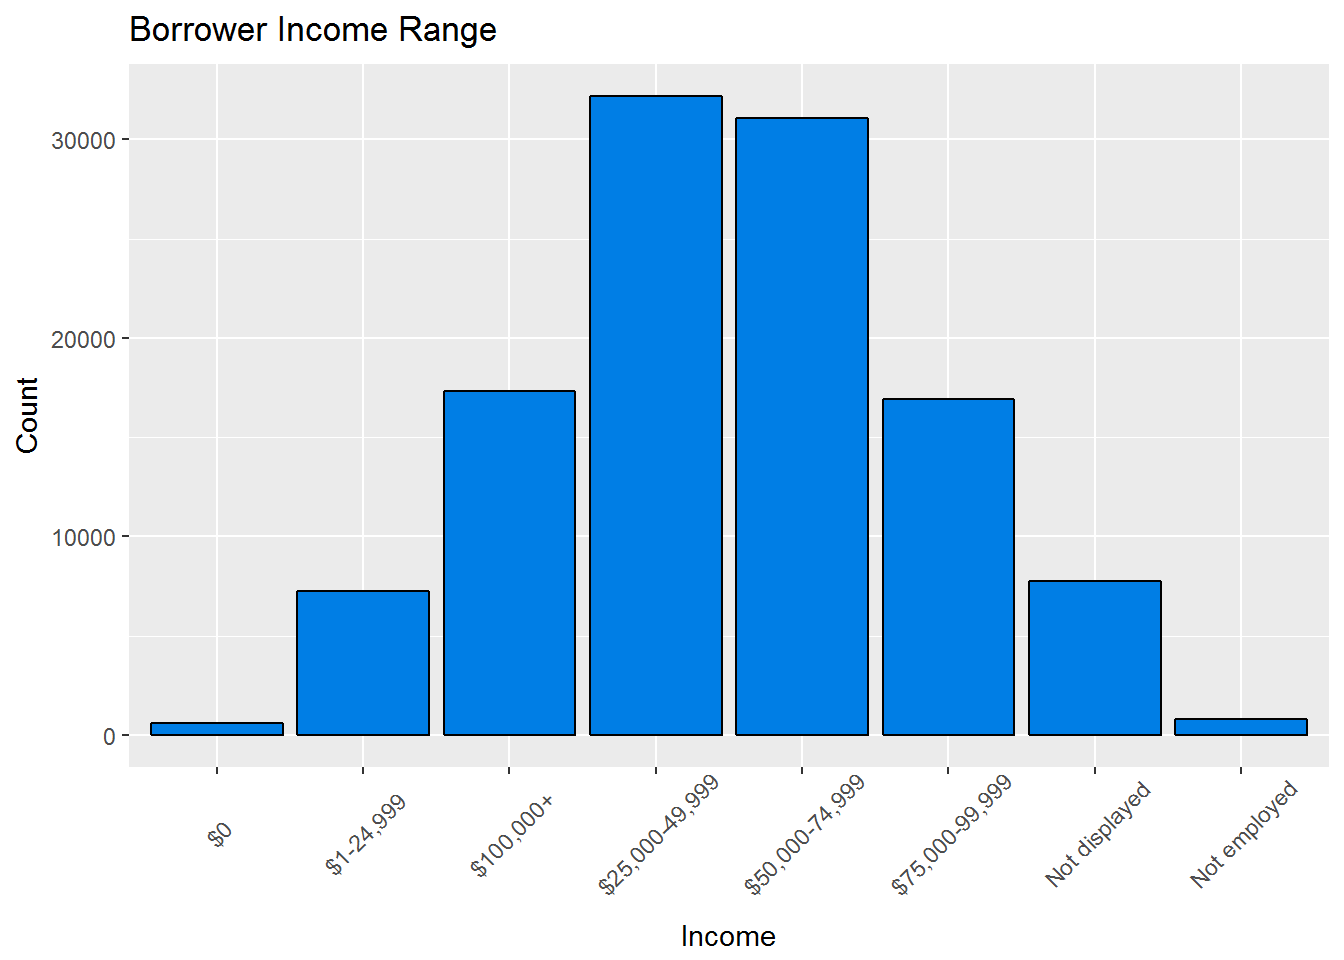 Borrower Income Range
Count
30000
20000
10000
0
$0
$1-24,999
$100,000+
$25,000-49,999
$50,000-74,999
$75,000-99,999
Not displayed
Not employed
Income